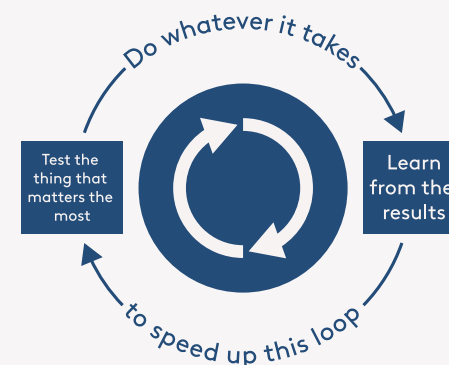 Do whatever it takes
Test the
thing that
matters the
most
Learn
from the
results
to speed up this loop